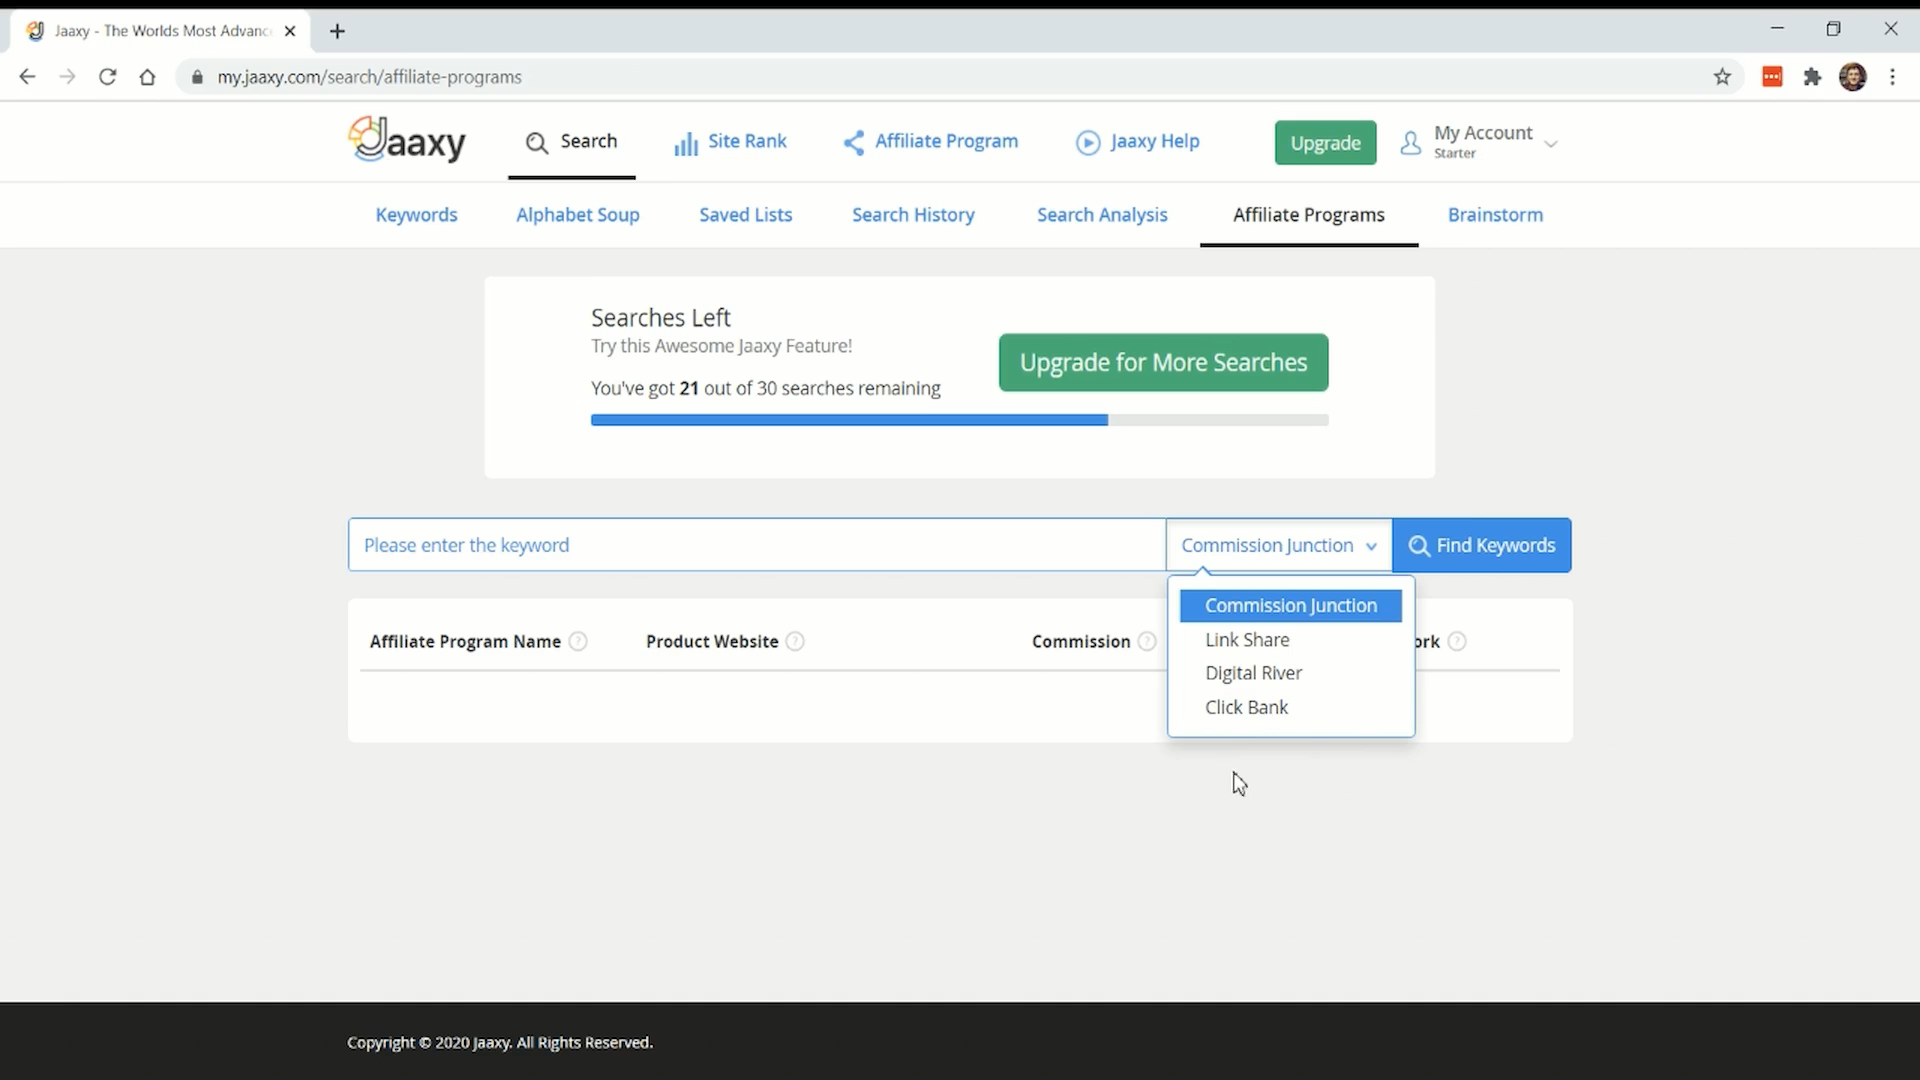 Jaaxy - The Worlds Most Advanc
my.jaaxy.com/search/affiliate-programs
Jaaxy
Search
Site Rank
Affiliate Program
Jaaxy Help
Upgrade
My Account
Starter
Keywords
Alphabet Soup
Saved Lists
Search History
Search Analysis
Affiliate Programs
Brainstorm
Searches Left
Try this Awesome Jaaxy Feature!
You've got 21 out of 30 searches remaining
Upgrade for More Searches
Please enter the keyword
Commission Junction
Find Keywords
Commission Junction
Link Share
Digital River
Click Bank
Affiliate Program Name ?
Product Website ?
Commission ?
ork ?
Copyright © 2020 Jaaxy. All Rights Reserved.